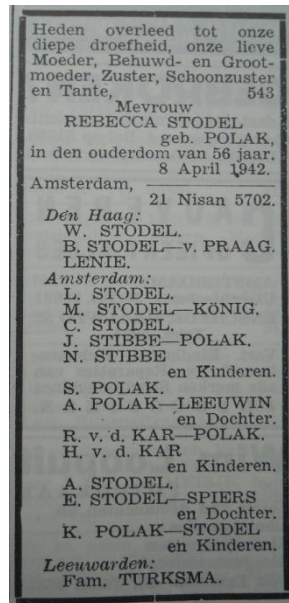 Heden overleed tot onze
diepe droefheid, onze lieve
Moeder, Behuwd- en Groot-
moeder, Zuster, Schoonzuster
en Tante, 543
Mevrouw
REBECCA STODEL
geb. POLAK,
in den ouderdom van 56 jaar.
8 April 1942.
Amsterdam, ————
21 Nisan 5702.
Den Haag:
W. STODEL.
B. STODEL—v. PRAAG.
LENIE.
Amsterdam:
L. STODEL.
M. STODEL—KÖNIG.
C. STODEL.
J. STIBBE—POLAK.
N. STIBBE
en Kinderen.
S. POLAK.
A. POLAK—LEEUWIN
en Dochter.
R. v. d. KAR—POLAK.
H. v. d. KAR
en Kinderen.
A. STODEL.
E. STODEL—SPIERS
en Dochter.
K. POLAK—STODEL
en Kinderen.
Leeuwarden:
Fam. TURKSMA.